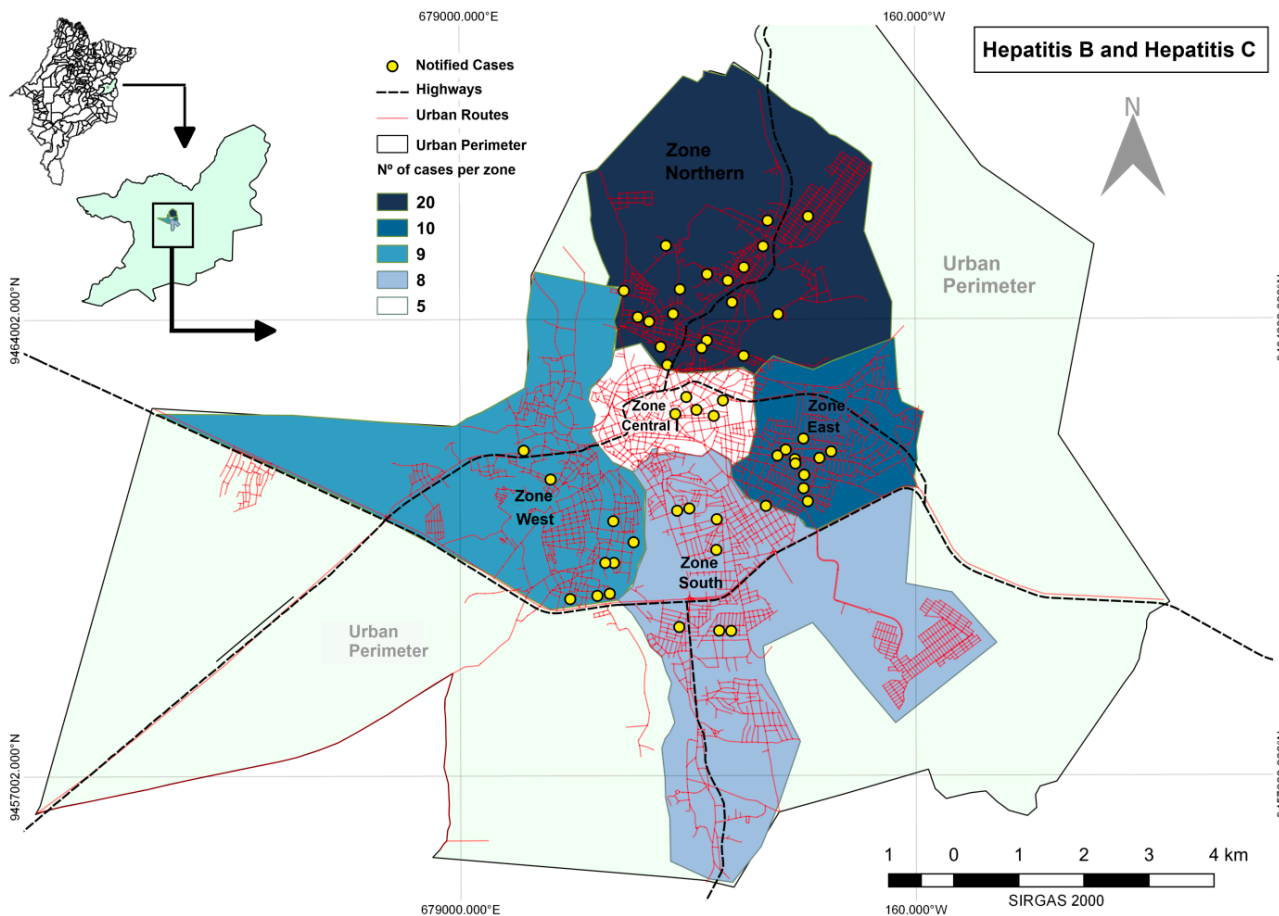 679000.000°E
160.000°W
Hepatitis B and Hepatitis C
Notified Cases
Highways
Urban Routes
Urban Perimeter
Nº of cases per zone
20
10
9
8
5
N
Zone
Northern
Urban
Perimeter
9464002.000°N
Zone
Central
Zone
East
Zone
West
Zone
South
Urban
Perimeter
9457002.000°N
1 0 1 2 3 4 km
SIRGAS 2000
679000.000°E
160.000°W